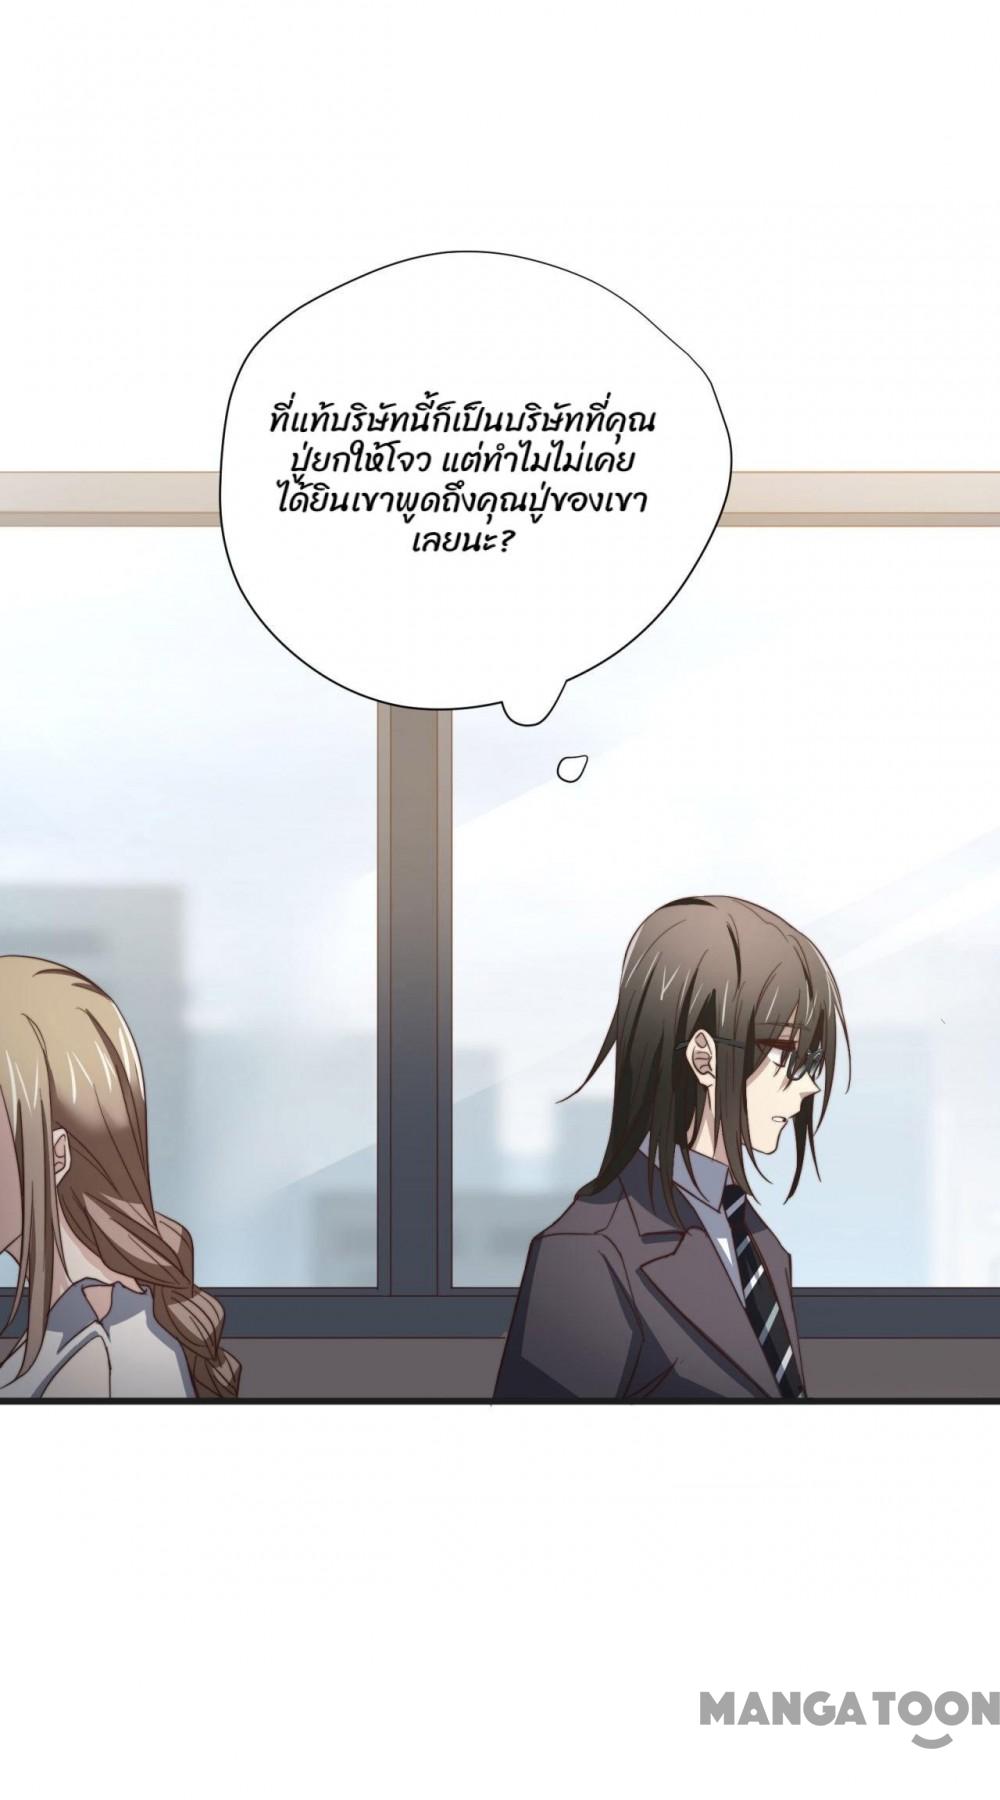 ที่แท้บริษัทนี้ก็เป็นบริษัทที่คุณ
ปู่ยกให้โจว แต่ทำไมไม่เคย
ได้ยินเขาพูดถึงคุณปู่ของเขา
เลยนะ?
MANGATOON